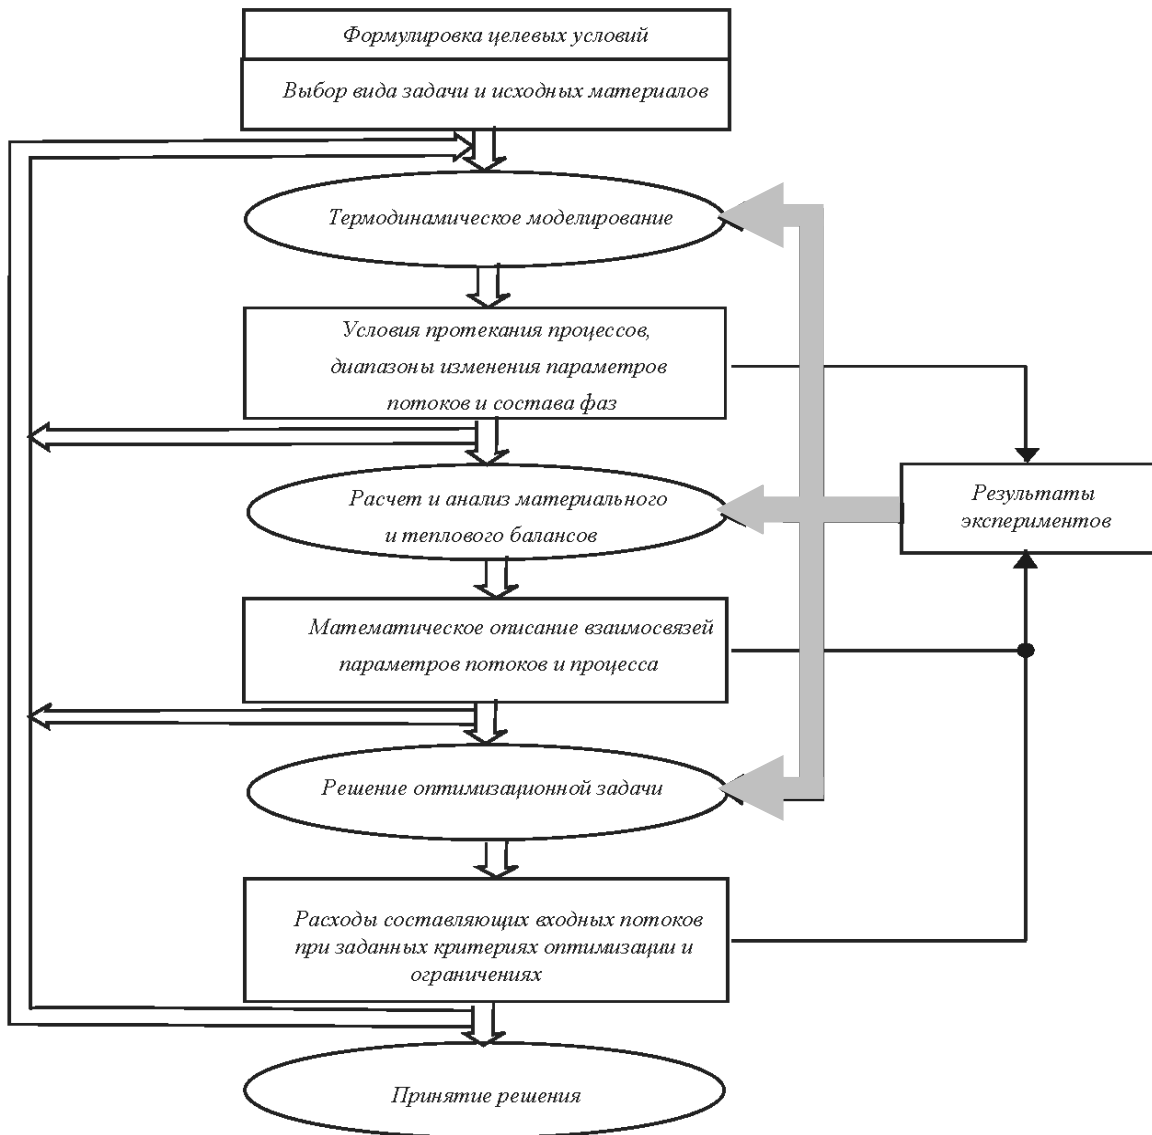 Формулировка целевых условий
Выбор вида задачи и исходных материалов
Термодинамическое моделирование
Условия протекания процессов,
диапазоны изменения параметров
потоков и состава фаз
Расчет и анализ материального
и теплового балансов
Результаты
экспериментов
Математическое описание взаимосвязей
параметров потоков и процесса
Решение оптимизационной задачи
Расходы составляющих входных потоков
при заданных критериях оптимизации и
ограничениях
Принятие решения